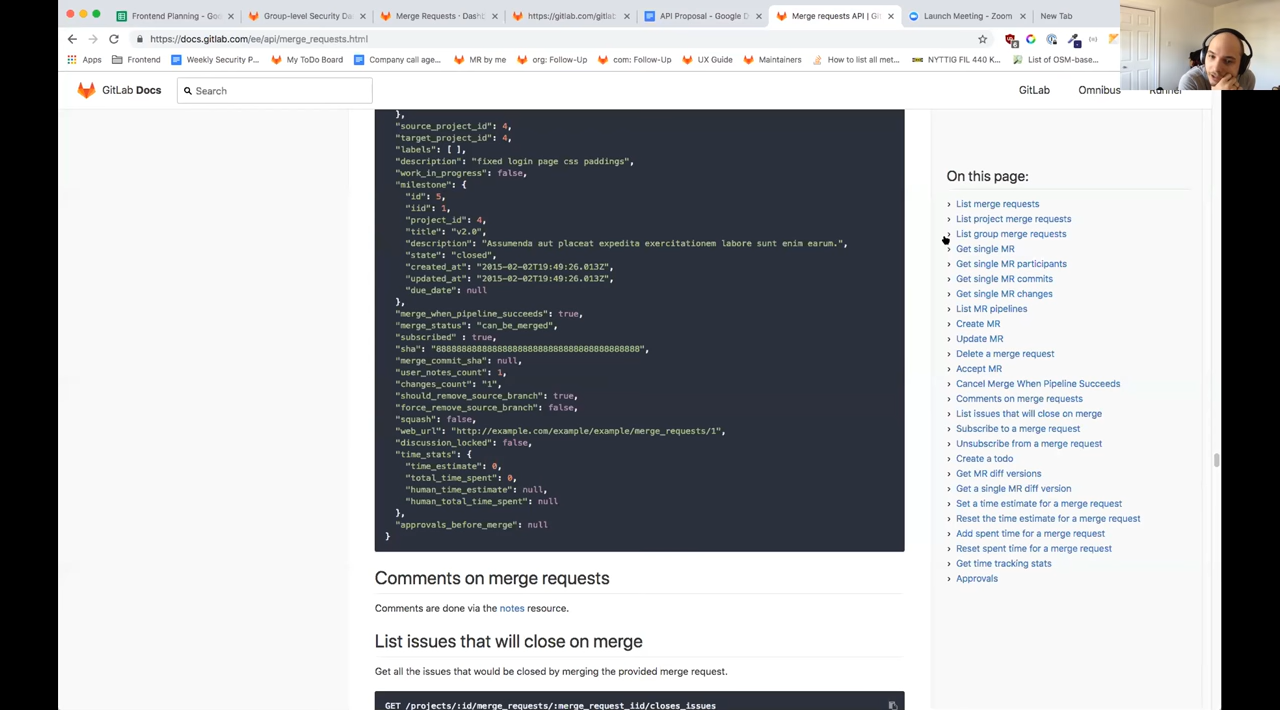 Frontend Planning - Go
Group-level Security Da
Merge Requests · Dashb
https://gitlab.com/gitlab
API Proposal - Google D
Merge requests API | Git
Launch Meeting - Zoom
New Tab
https://docs.gitlab.com/ee/api/merge_requests.html
Apps
Frontend
Weekly Security P...
My ToDo Board
Company call age...
MR by me
org: Follow-Up
com: Follow-Up
UX Guide
Maintainers
How to list all met...
NYTTIG FIL 440 K...
List of OSM-base...
GitLab Docs
Search
GitLab
Omnibus
Runner
},
"source_project_id": 4,
"target_project_id": 4,
"labels": [ ],
"description": "fixed login page css paddings",
"work_in_progress": false,
"milestone": {
"id": 5,
"iid": 1,
"project_id": 4,
"title": "v2.0",
"description": "Assumenda aut placeat expedita exercitationem labore sunt enim earum.",
"state": "closed",
"created_at": "2015-02-02T19:49:26.013Z",
"updated_at": "2015-02-02T19:49:26.013Z",
"due_date": null
},
"merge_when_pipeline_succeeds": true,
"merge_status": "can_be_merged",
"subscribed" : true,
"sha": "8888888888888888888888888888888888888888",
"merge_commit_sha": null,
"user_notes_count": 1,
"changes_count": "1",
"should_remove_source_branch": true,
"force_remove_source_branch": false,
"squash": false,
"web_url": "http://example.com/example/example/merge_requests/1",
"discussion_locked": false,
"time_stats": {
"time_estimate": 0,
"total_time_spent": 0,
"human_time_estimate": null,
"human_total_time_spent": null
},
"approvals_before_merge": null
}
Comments on merge requests
Comments are done via the notes resource.
List issues that will close on merge
Get all the issues that would be closed by merging the provided merge request.
GET /projects/:id/merge_requests/:merge_request_iid/closes_issues
On this page:
List merge requests
List project merge requests
List group merge requests
Get single MR
Get single MR participants
Get single MR commits
Get single MR changes
List MR pipelines
Create MR
Update MR
Delete a merge request
Accept MR
Cancel Merge When Pipeline Succeeds
Comments on merge requests
List issues that will close on merge
Subscribe to a merge request
Unsubscribe from a merge request
Create a todo
Get MR diff versions
Get a single MR diff version
Set a time estimate for a merge request
Reset the time estimate for a merge request
Add spent time for a merge request
Reset spent time for a merge request
Get time tracking stats
Approvals